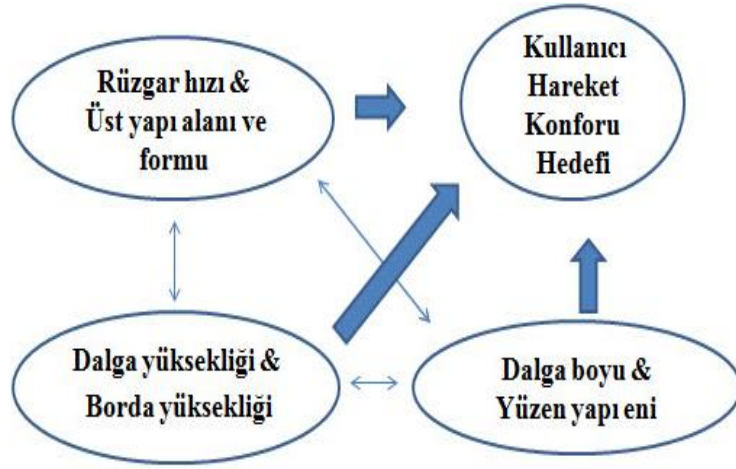 Rüzgar hızı &
Üst yapı alanı ve
formu
Kullanıcı
Hareket
Konforu
Hedefi
Dalga yüksekliği &
Borda yüksekliği
Dalga boyu &
Yüzen yapı eni